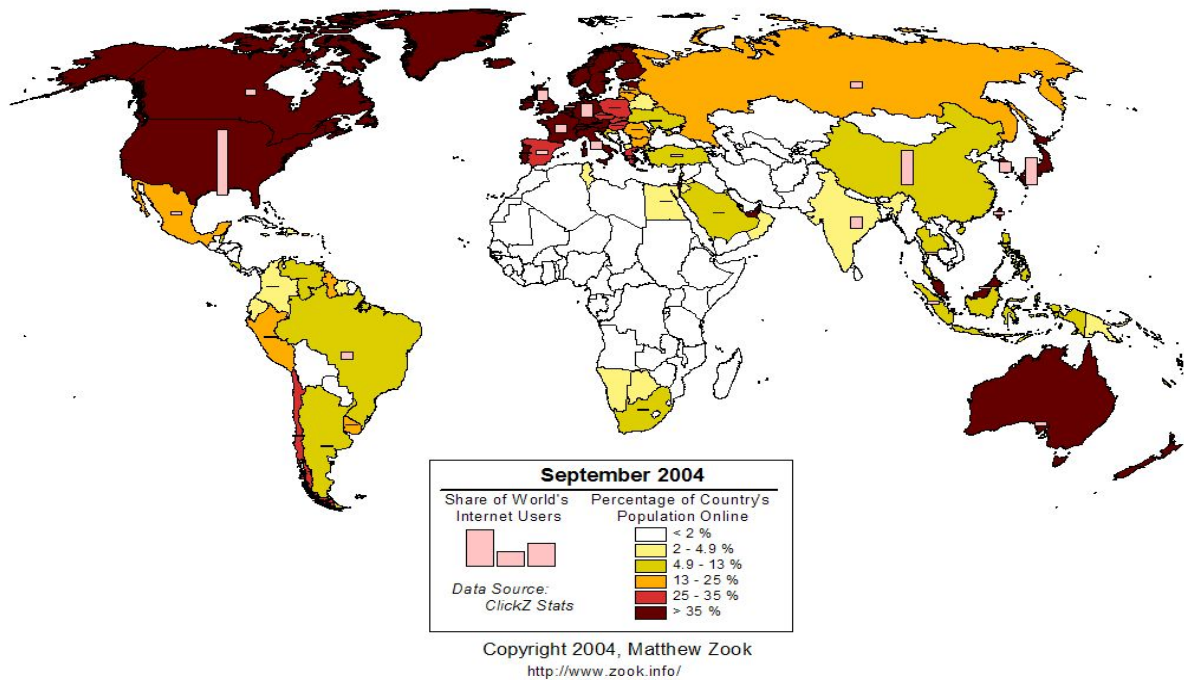 September 2004
Share of World's
Internet Users
Percentage of Country's
Population Online
< 2 %
2 - 4.9 %
4.9 - 13 %
13 - 25 %
25 - 35 %
> 35 %
Data Source:
ClickZ Stats
Copyright 2004, Matthew Zook
http://www.zook.info/